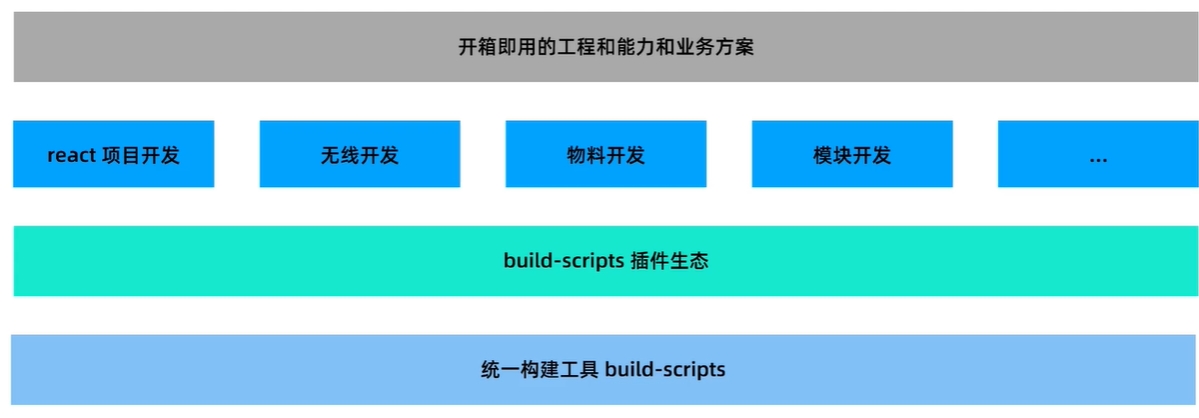 开箱即用的工程和能力和业务方案
react 项目开发
无线开发
物料开发
模块开发
...
build-scripts 插件生态
统一构建工具 build-scripts